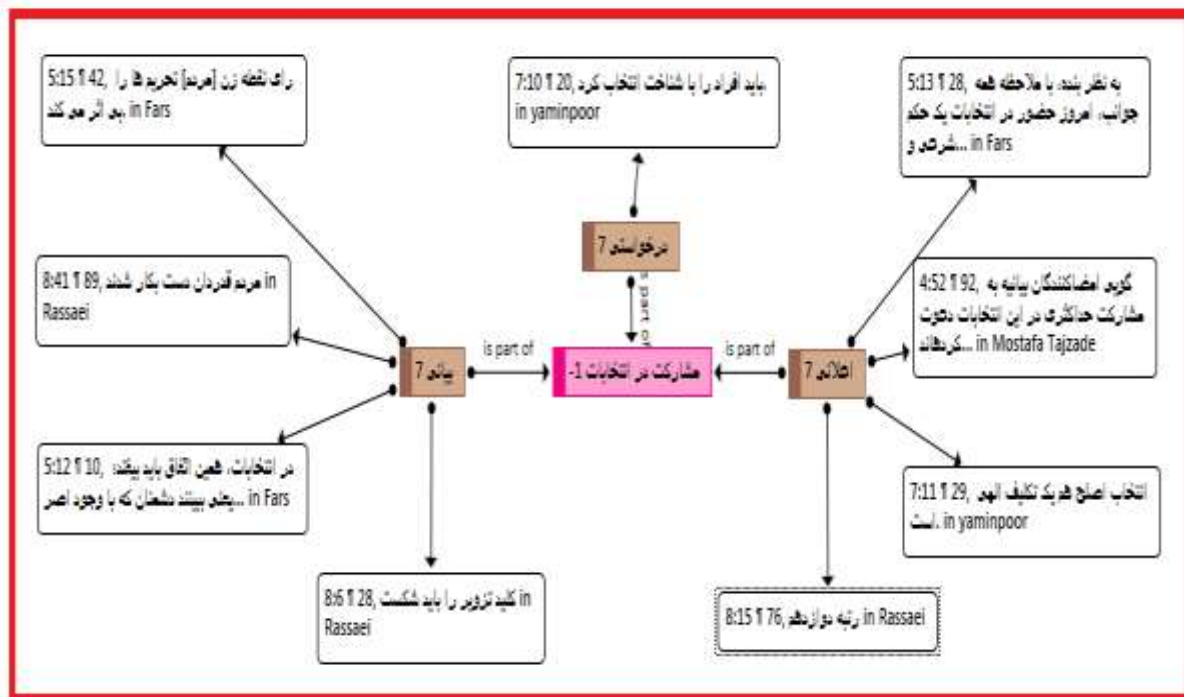 5:15 ¶ 42, رای نقطه زن [مردم] تحریم ها را
بی اثر می کند. in Fars
7:10 ¶ 20, باید افراد را با شناخت انتخاب کرد.
in yaminpoor
5:13 ¶ 28, به نظر بنده، با ملاحظه همه
جوانب، امروز حضور در انتخابات یک حکم
شرعی و... in Fars
درخواستی 7
is part of
8:41 ¶ 89, مردم قدردان دست بکار شدند in
Rassaei
4:52 ¶ 92, گویی امضاکنندگان بیانیه به
مشارکت حداکثری در این انتخابات دعوت
کرده‌اند... in Mostafa Tajzade
بیانی 7
is part of
مشارکت در انتخابات 1-
is part of
اعلانی 7
5:12 ¶ 10, در انتخابات، همین اتفاق باید بیفتد؛
یعنی ببینند دشمنان که با وجود اصر... in Fars
7:11 ¶ 29, انتخاب اصلح هم یک تکلیف الهی
است. in yaminpoor
8:6 ¶ 28, کلید تزویر را باید شکست in
Rassaei
8:15 ¶ 76, رتبه دوازدهم in Rassaei